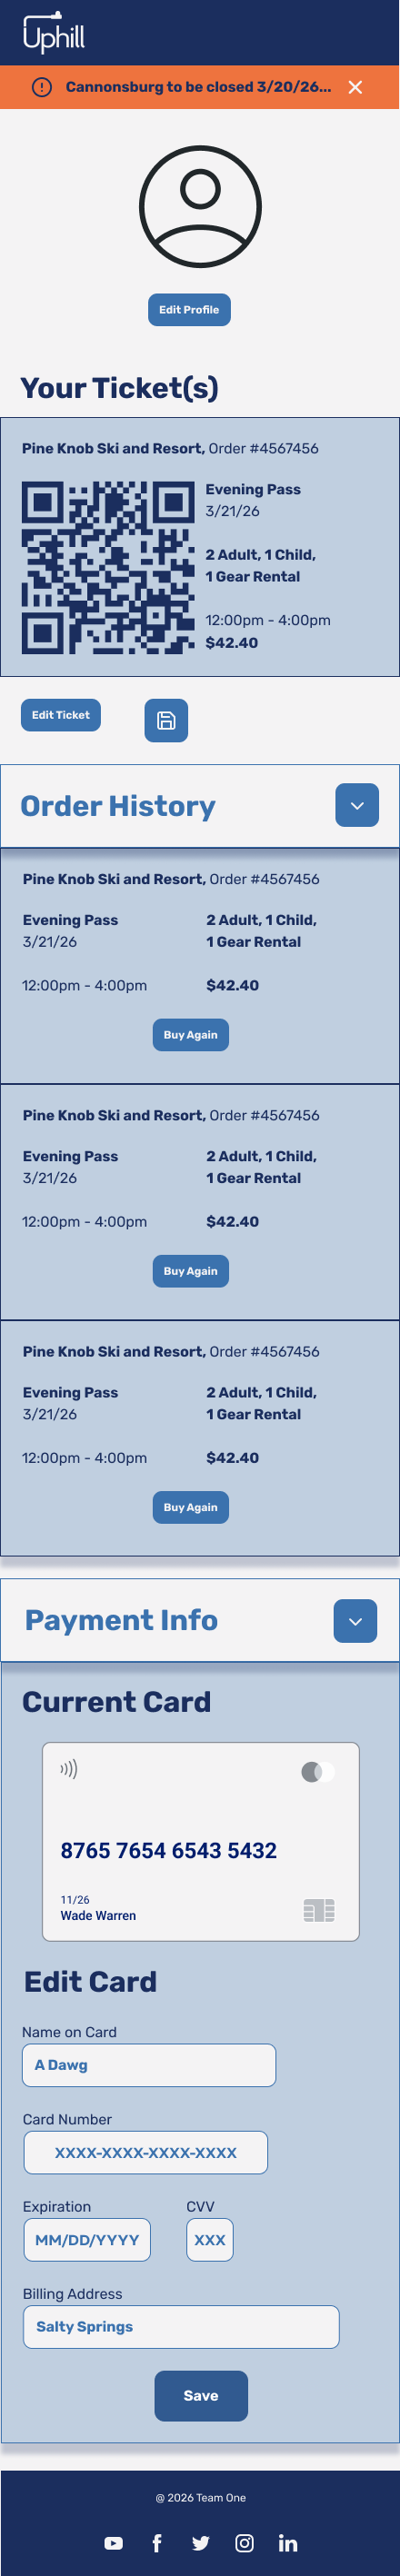 Uphill
Cannonsburg to be closed 3/20/26...
Edit Profile
Your Ticket(s)
Pine Knob Ski and Resort, Order #4567456
Evening Pass
3/21/26
2 Adult, 1 Child,
1 Gear Rental
12:00pm - 4:00pm
$42.40
Edit Ticket
Order History
Pine Knob Ski and Resort, Order #4567456
Evening Pass
3/21/26
2 Adult, 1 Child,
1 Gear Rental
12:00pm - 4:00pm
$42.40
Buy Again
Pine Knob Ski and Resort, Order #4567456
Evening Pass
3/21/26
2 Adult, 1 Child,
1 Gear Rental
12:00pm - 4:00pm
$42.40
Buy Again
Pine Knob Ski and Resort, Order #4567456
Evening Pass
3/21/26
2 Adult, 1 Child,
1 Gear Rental
12:00pm - 4:00pm
$42.40
Buy Again
Payment Info
Current Card
8765 7654 6543 5432
11/26
Wade Warren
Edit Card
Name on Card
A Dawg
Card Number
XXXX-XXXX-XXXX-XXXX
Expiration
MM/DD/YYYY
CVV
XXX
Billing Address
Salty Springs
Save
@ 2026 Team One